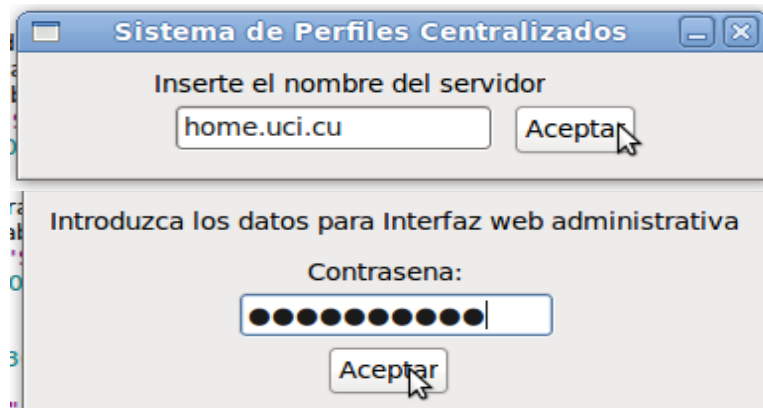 Sistema de Perfiles Centralizados
Inserte el nombre del servidor
home.uci.cu Aceptar
Introduzca los datos para Interfaz web administrativa
Contrasena:
●●●●●●●●●●
Aceptar